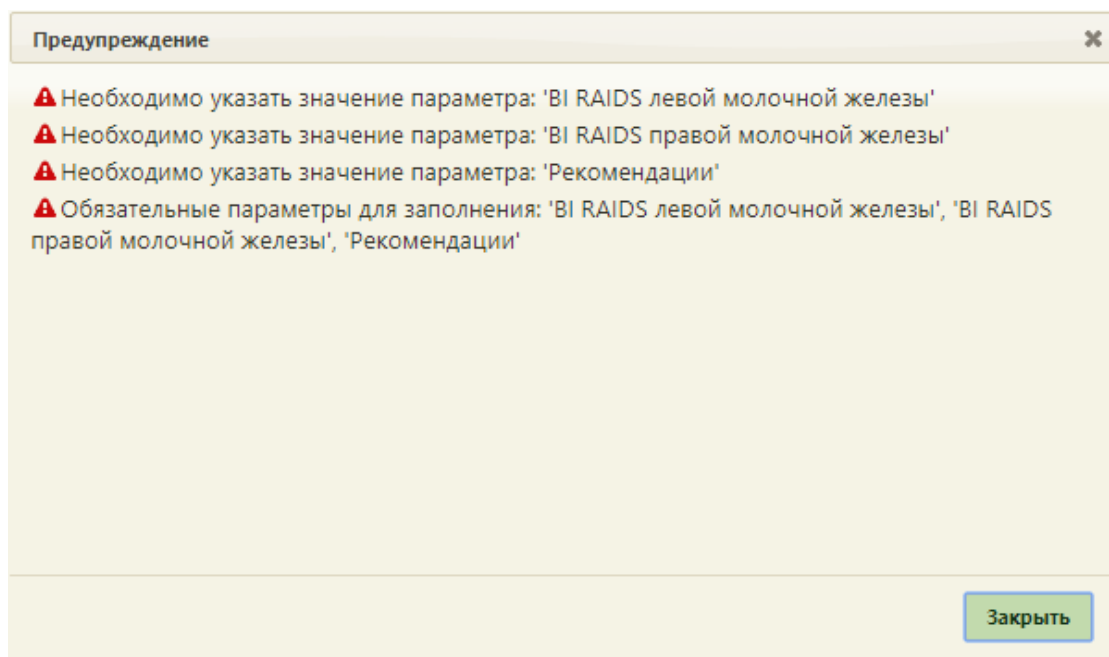 Предупреждение
Необходимо указать значение параметра: 'BI RAIDS левой молочной железы'
Необходимо указать значение параметра: 'BI RAIDS правой молочной железы'
Необходимо указать значение параметра: 'Рекомендации'
Обязательные параметры для заполнения: 'BI RAIDS левой молочной железы', 'BI RAIDS
правой молочной железы', 'Рекомендации'
Закрыть